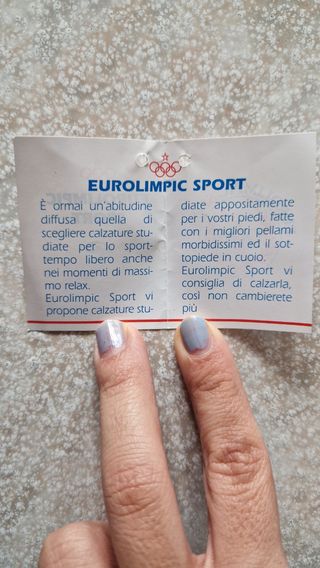 EUROLIMPIC SPORT
È ormai un'abitudine
diffusa quella di
scegliere calzature stu-
diate per lo sport-
tempo libero anche
nei momenti di massi-
mo relax.
Eurolimpic Sport vi
propone calzature stu-
diate appositamente
per i vostri piedi, fatte
con i migliori pellami
morbidissimi ed il sot-
topiede in cuoio.
Eurolimpic Sport vi
consiglia di calzarla,
così non cambierete
più